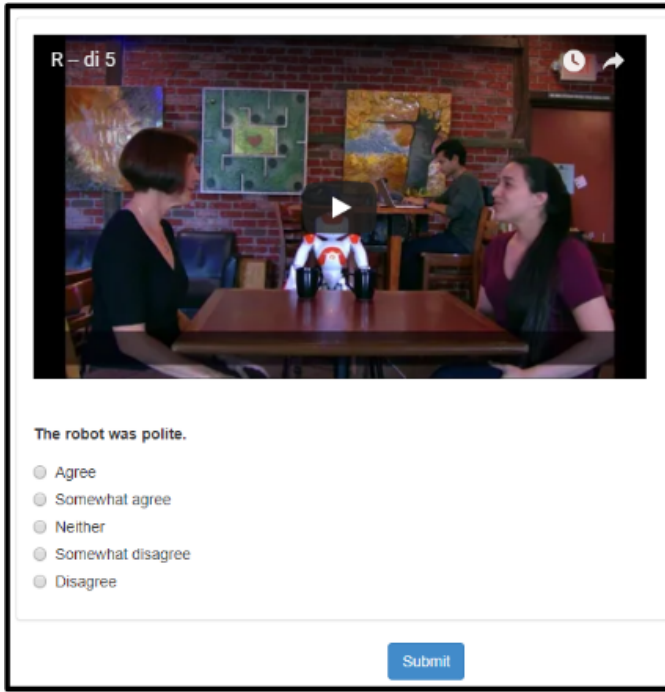 R – di 5
The robot was polite.
Agree
Somewhat agree
Neither
Somewhat disagree
Disagree
Submit